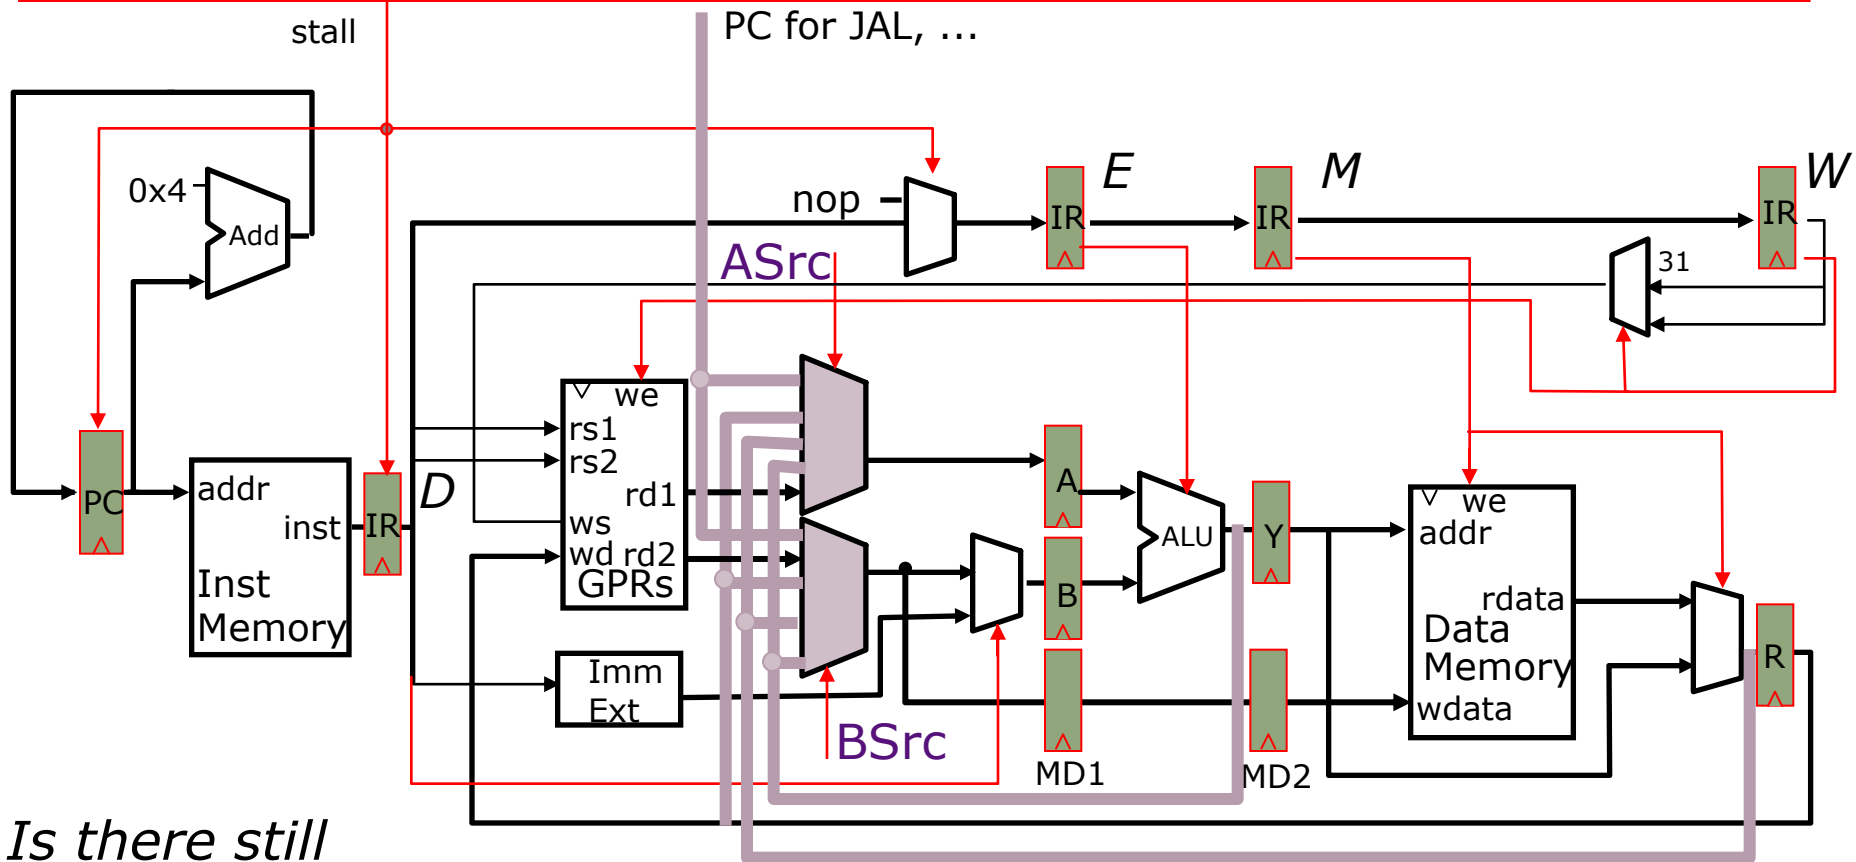 stall
PC for JAL, ...
0x4
Add
nop
IR
E
IR
M
IR
W
31
ASrc
we
rs1
rs2
rd1
ws
wd rd2
GPRs
PC
addr
inst
Inst
Memory
IR
D
A
B
ALU
Y
we
addr
rdata
Data
Memory
wdata
R
Imm
Ext
BSrc
MD1
MD2
Is there still